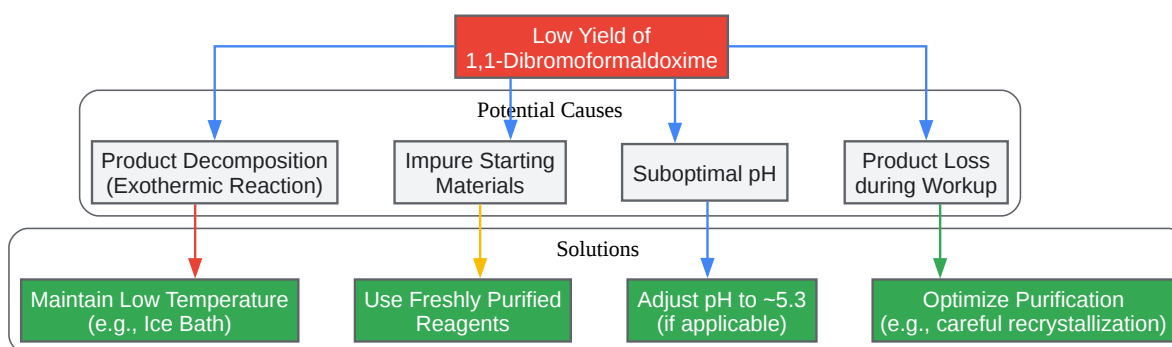 Low Yield of
1,1-Dibromoformaldoxime
Potential Causes
Product Decomposition
(Exothermic Reaction)
Impure Starting
Materials
Suboptimal pH
Product Loss
during Workup
Solutions
Maintain Low Temperature
(e.g., Ice Bath)
Use Freshly Purified
Reagents
Adjust pH to ~5.3
(if applicable)
Optimize Purification
(e.g., careful recrystallization)